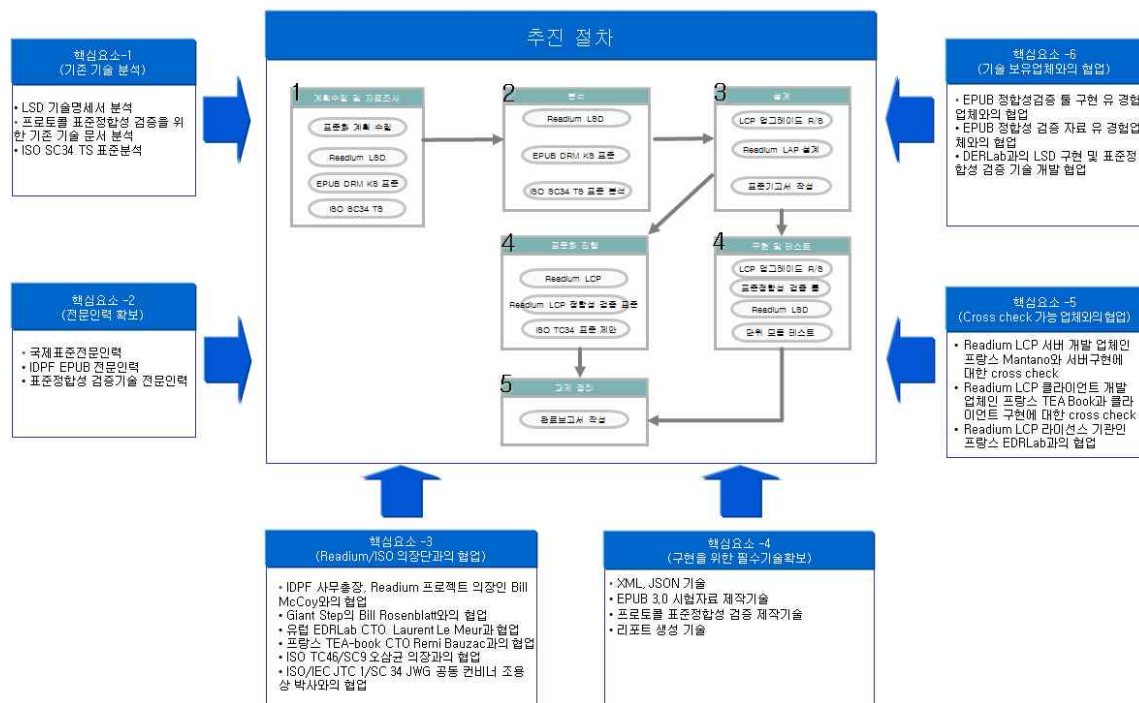 추진 절차
핵심요소-1
(기존 기술 분석)
• LSD 기술명세서 분석
• 프로토콜 표준정합성 검증을 위
한 기존 기술 문서 분석
• ISO SC34 TS 표준분석
핵심요소 -2
(전문인력 확보)
• 국제표준전문인력
• IDPF EPUB 전문인력
• 표준정합성 검증기술 전문인력
1
계획수립 및 자료조사
표준화 계획 수립
Readium LSD
EPUB DRM KS 표준
ISO SC34 TS
2
분석
Readium LSD
EPUB DRM KS 표준
ISO SC34 TS 표준 분석
3
설계
LCP 업그레이드 R/S
Readium LAP 설계
표준기고서 작성
4
표준화 진행
Readium LCP
Readium LCP 정합성 검증 표준
ISO TC34 표준 제안
4
구현 및 테스트
LCP 업그레이드 R/S
표준정합성 검증 툴
Readium LSD
단위 모듈 테스트
5
과제 정리
완료보고서 작성
핵심요소 -6
(기술 보유업체와의 협업)
• EPUB 정합성검증 툴 구현 유 경험
업체와의 협업
• EPUB 정합성 검증 자료 유 경험업
체와의 협업
• DERLab과의 LSD 구현 및 표준정
합성 검증 기술 개발 협업
핵심요소 -5
(Cross check 가능 업체와의협업)
• Readium LCP 서버 개발 업체인
프랑스 Mantano와 서버구현에
대한 cross check
• Readium LCP 클라이언트 개발
업체인 프랑스 TEA Book과 클라
이언트 구현에 대한 cross check
• Readium LCP 라이선스 기관인
프랑스 EDRLab과의 협업
핵심요소 -3
(Readium/ISO 의장단과의 협업)
• IDPF 사무총장, Readium 프로젝트 의장인 Bill
McCoy와의 협업
• Giant Step의 Bill Rosenblatt와의 협업
• 유럽 EDRLab CTO Laurent Le Meur과 협업
• 프랑스 TEA-book CTO Remi Bauzac과의 협업
• ISO TC46/SC9 오삼균 의장과의 협업
• ISO/IEC JTC 1/SC 34 JWG 공동 컨비너 조용
상 박사와의 협업
핵심요소 -4
(구현을 위한 필수기술확보)
• XML, JSON 기술
• EPUB 3.0 시험자료 제작기술
• 프로토콜 표준정합성 검증 제작기술
• 리포트 생성 기술